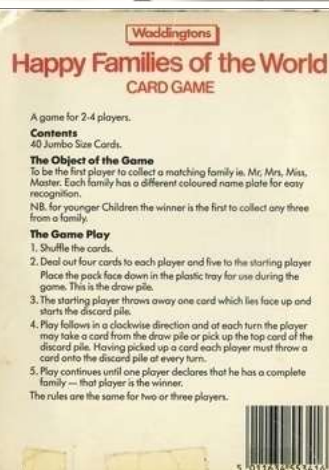 Waddingtons
Happy Families of the World
CARD GAME
A game for 2-4 players.
Contents
40 Jumbo Size Cards.
The Object of the Game
To be the first player to collect a matching family ie. Mr, Mrs, Miss,
Master. Each family has a different coloured name plate for easy
recognition.
NB. for younger Children the winner is the first to collect any three
from a family.
The Game Play
1. Shuffle the cards.
2. Deal out four cards to each player and five to the starting player
Place the pack face down in the plastic tray for use during the
game. This is the draw pile.
3. The starting player throws away one card which lies face up and
starts the discard pile.
4. Play follows in a clockwise direction and at each turn the player
may take a card from the draw pile or pick up the top card of the
discard pile. Having picked up a card each player must throw a
card onto the discard pile at every turn.
5. Play continues until one player declares that he has a complete
family — that player is the winner.
The rules are the same for two or three players.